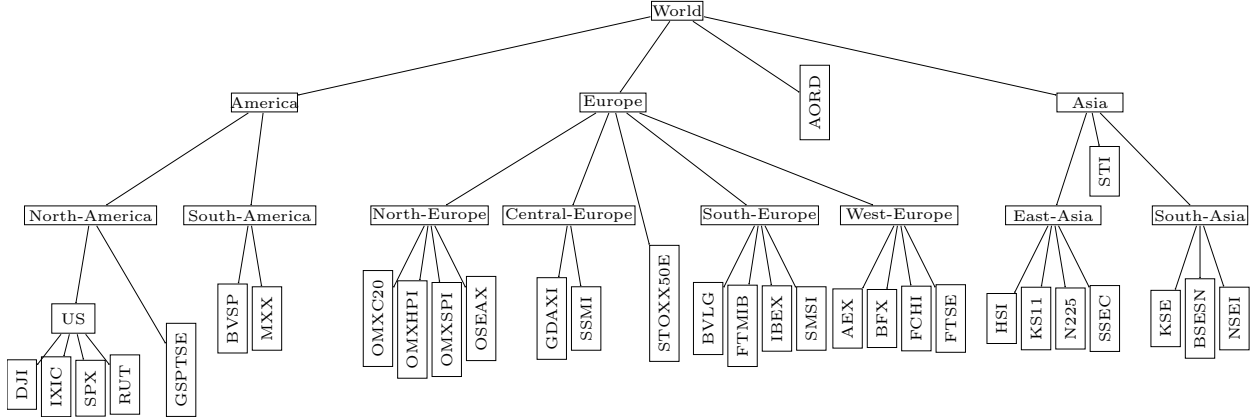 World
America
Europe
AORD
Asia
STI
North-America
South-America
North-Europe
Central-Europe
STOXX50E
South-Europe
West-Europe
East-Asia
South-Asia
US
GSPTSE
BVSP
MXX
OMXC20
OMXHPI
OMXSPI
OSEAX
GDAXI
SSMI
BVLG
FTMIB
IBEX
SMSI
AEX
BFX
FCHI
FTSE
HSI
KS11
N225
SSEC
KSE
BSESN
NSEI
DJI
IXIC
SPX
RUT